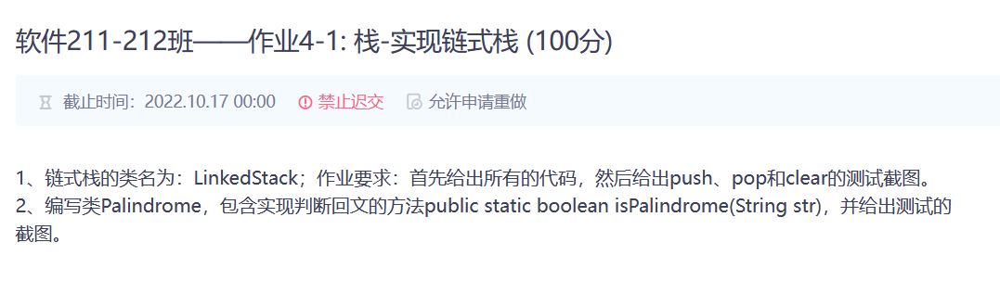 软件211-212班——作业4-1: 栈-实现链式栈 (100分)
截止时间：2022.10.17 00:00 禁止迟交 允许申请重做
1、链式栈的类名为：LinkedStack；作业要求：首先给出所有的代码，然后给出push、pop和clear的测试截图。
2、编写类Palindrome，包含实现判断回文的方法public static boolean isPalindrome(String str)，并给出测试的
截图。